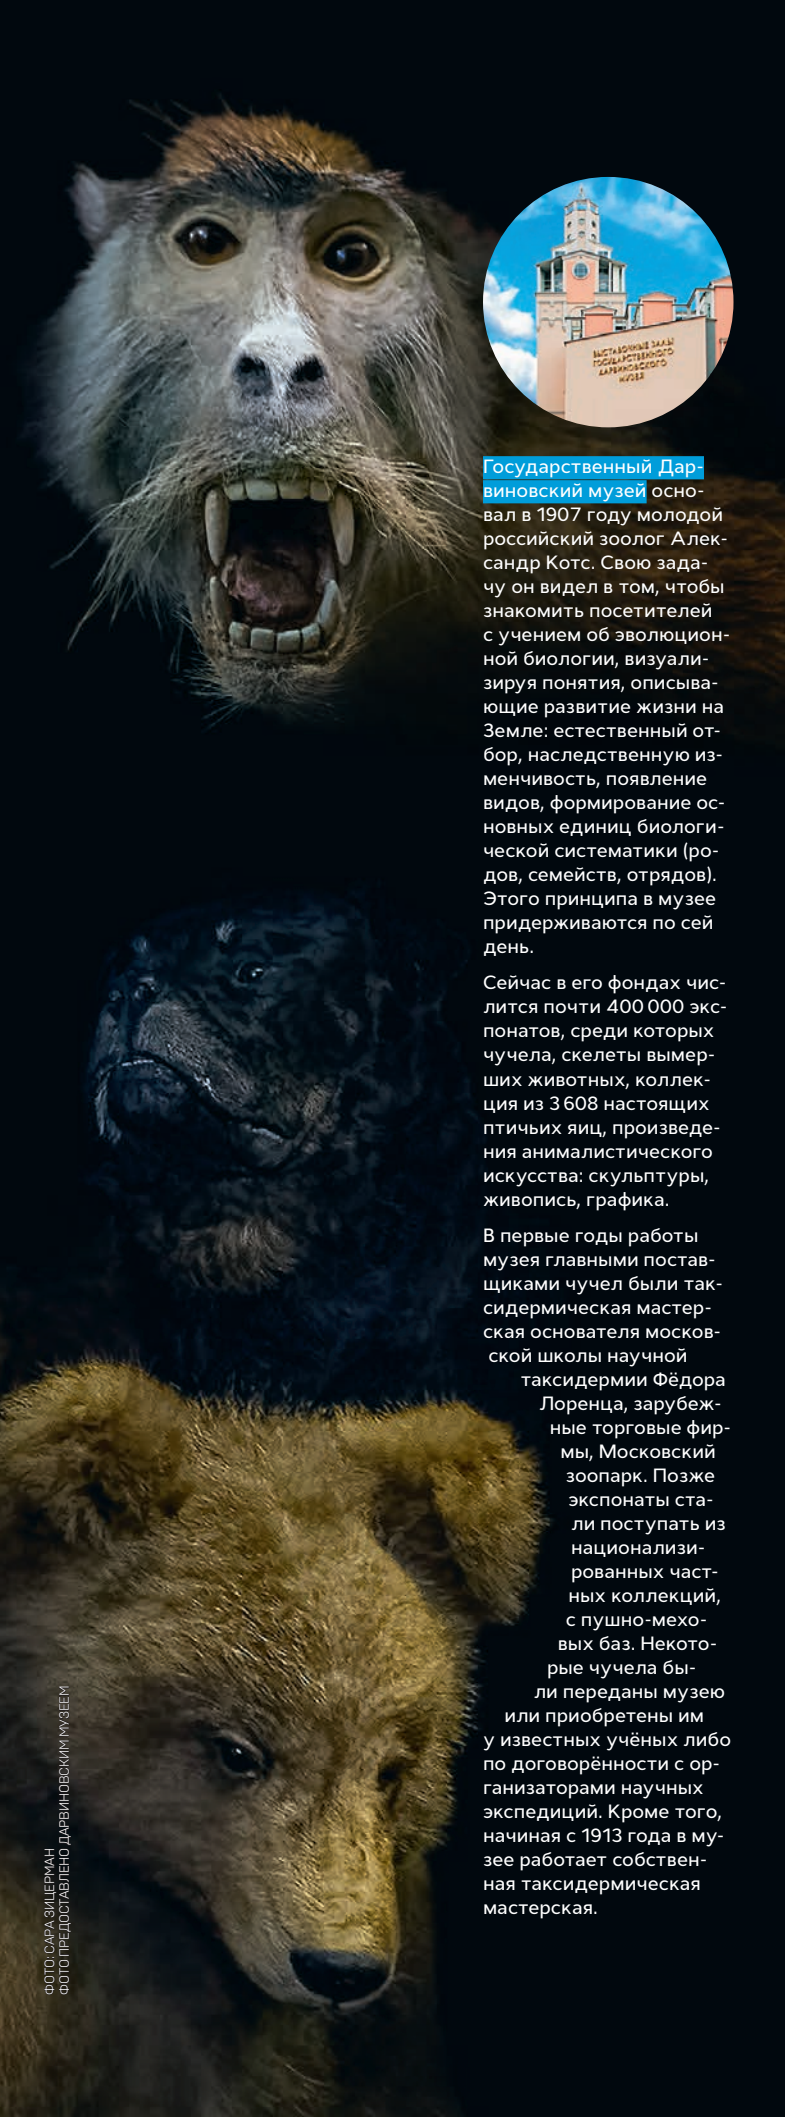 ВЫСТАВОЧНЫЕ ЗАЛЫ
ГОСУДАРСТВЕННОГО
ДАРВИНОВСКОГО
МУЗЕЯ
Государственный Дар-
виновский музей осно-
вал в 1907 году молодой
российский зоолог Алек-
сандр Котс. Свою зада-
чу он видел в том, чтобы
знакомить посетителей
с учением об эволюцион-
ной биологии, визуали-
зируя понятия, описыва-
ющие развитие жизни на
Земле: естественный от-
бор, наследственную из-
менчивость, появление
видов, формирование ос-
новных единиц биологи-
ческой систематики (ро-
дов, семейств, отрядов).
Этого принципа в музее
придерживаются по сей
день.
Сейчас в его фондах чис-
лится почти 400 000 экс-
понатов, среди которых
чучела, скелеты вымер-
ших животных, коллек-
ция из 3 608 настоящих
птичьих яиц, произведе-
ния анималистического
искусства: скульптуры,
живопись, графика.
В первые годы работы
музея главными постав-
щиками чучел были так-
сидермическая мастер-
ская основателя москов-
ской школы научной
таксидермии Фёдора
Лоренца, зарубеж-
ные торговые фир-
мы, Московский
зоопарк. Позже
экспонаты ста-
ли поступать из
национализи-
рованных част-
ных коллекций,
с пушно-мехо-
вых баз. Некото-
рые чучела бы-
ли переданы музею
или приобретены им
у известных учёных либо
по договорённости с ор-
ганизаторами научных
экспедиций. Кроме того,
начиная с 1913 года в му-
зее работает собствен-
ная таксидермическая
мастерская.
ФОТО: САРА ЗИЦЕРМАН
ФОТО ПРЕДОСТАВЛЕНО ДАРВИНОВСКИМ МУЗЕЕМ